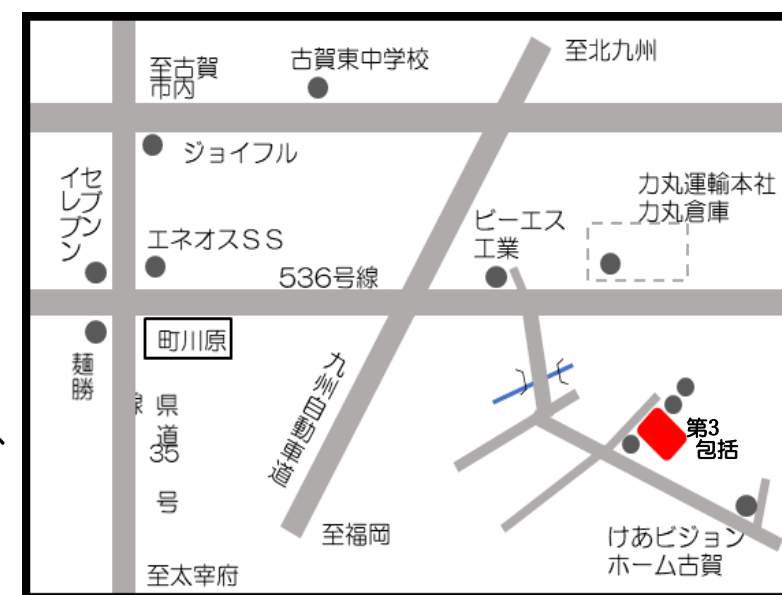 至古賀
市内
古賀東中学校
至北九州
ジョイフル
セブン
イレブン
力丸運輸本社
力丸倉庫
ビーエス
工業
エネオスSS
536号線
町川原
麺勝
九州自動車道
県道
35
号
線
第3
包括
至福岡
けあビジョン
ホーム古賀
至太宰府